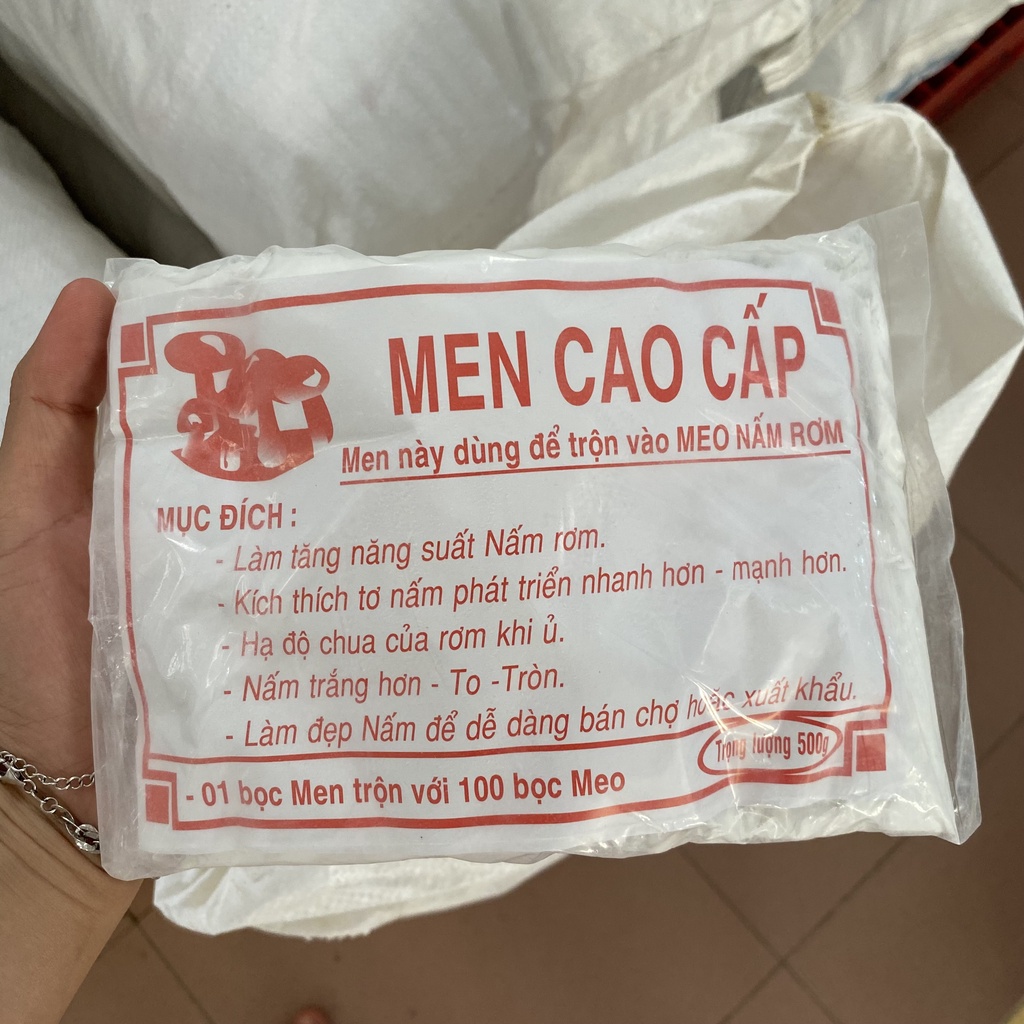 MEN CAO CẤP
Men này dùng để trộn vào MEO NẤM RƠM
MỤC ĐÍCH :
- Làm tăng năng suất Nấm rơm.
- Kích thích tơ nấm phát triển nhanh hơn - mạnh hơn.
- Hạ độ chua của rơm khi ủ.
- Nấm trắng hơn - To -Tròn.
- Làm đẹp Nấm để dễ dàng bán chợ hoặc xuất khẩu.
Trọng lượng 500g
- 01 bọc Men trộn với 100 bọc Meo